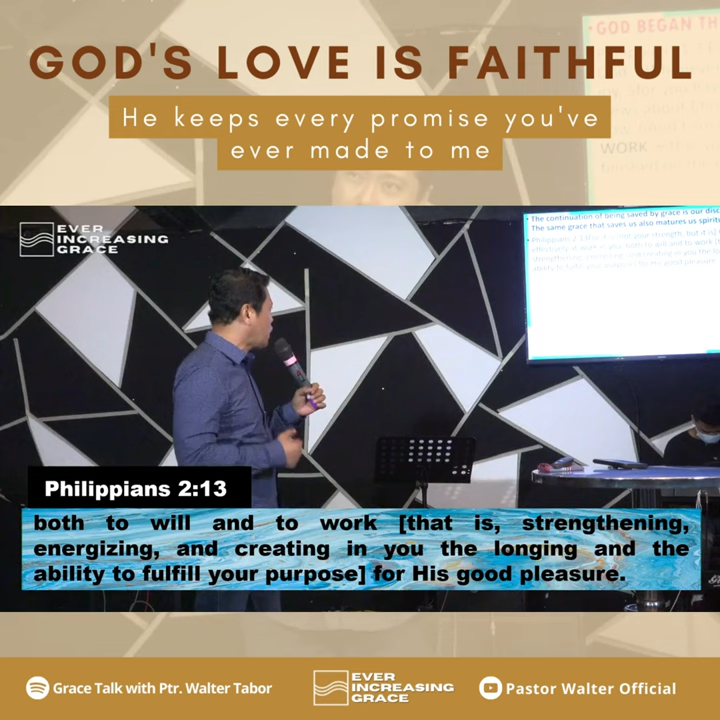 GOD BEGAN TH
GOD'S LOVE IS FAITHFUL
He keeps every promise you've
ever made to me
WORK
EVER
INCREASING
GRACE
The continuation of being saved by grace is our disc
The same grace that saves us also matures us spirit
Philippians 2:13
both to will and to work [that is, strengthening,
energizing, and creating in you the longing and the
ability to fulfill your purpose] for His good pleasure.
Grace Talk with Ptr. Walter Tabor
EVER
INCREASING
GRACE
Pastor Walter Official